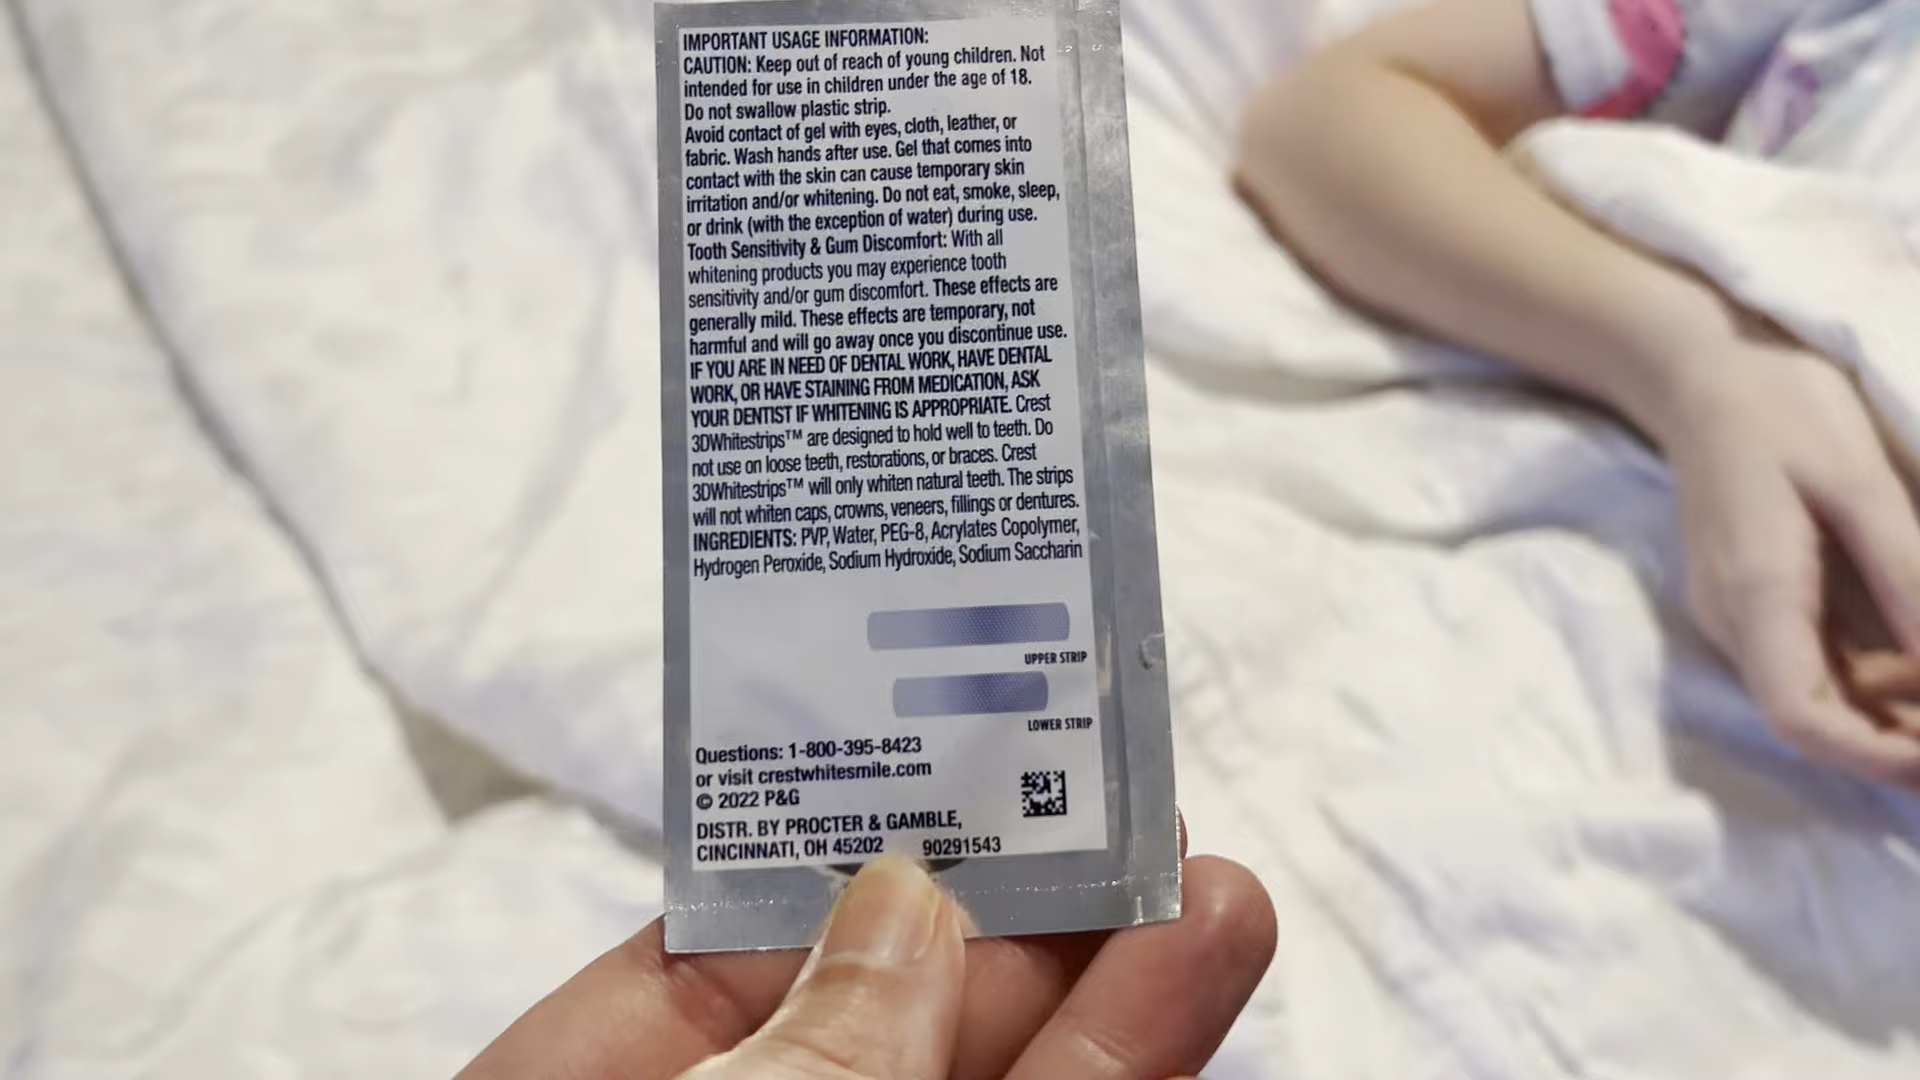 IMPORTANT USAGE INFORMATION:
CAUTION: Keep out of reach of young children. Not
intended for use in children under the age of 18.
Do not swallow plastic strip.
Avoid contact of gel with eyes, cloth, leather, or
fabric. Wash hands after use. Gel that comes into
contact with the skin can cause temporary skin
irritation and/or whitening. Do not eat, smoke, sleep,
or drink (with the exception of water) during use.
Tooth Sensitivity & Gum Discomfort: With all
whitening products you may experience tooth
sensitivity and/or gum discomfort. These effects are
generally mild. These effects are temporary, not
harmful and will go away once you discontinue use.
IF YOU ARE IN NEED OF DENTAL WORK, HAVE DENTAL
WORK, OR HAVE STAINING FROM MEDICATION, ASK
YOUR DENTIST IF WHITENING IS APPROPRIATE. Crest
3DWhitestrips™ are designed to hold well to teeth. Do
not use on loose teeth, restorations, or braces. Crest
3DWhitestrips™ will only whiten natural teeth. The strips
will not whiten caps, crowns, veneers, fillings or dentures.
INGREDIENTS: PVP, Water, PEG-8, Acrylates Copolymer,
Hydrogen Peroxide, Sodium Hydroxide, Sodium Saccharin
UPPER STRIP
LOWER STRIP
Questions: 1-800-395-8423
or visit crestwhitesmile.com
© 2022 P&G
DISTR. BY PROCTER & GAMBLE,
CINCINNATI, OH 45202 90291543